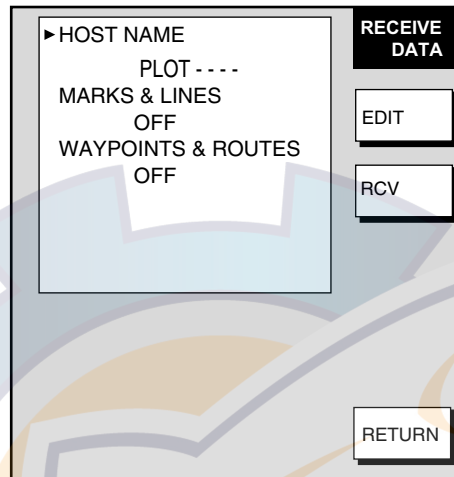 ►HOST NAME
PLOT - - - -
MARKS & LINES
OFF
WAYPOINTS & ROUTES
OFF
RECEIVE
DATA
EDIT
RCV
RETURN